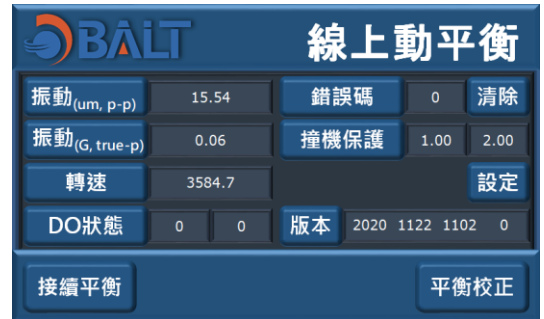 BALT 線上動平衡
振動(um, p-p) 15.54 錯誤碼 0 清除
振動(G, true-p) 0.06 撞機保護 1.00 2.00
轉速 3584.7 設定
DO狀態 0 0 版本 2020 1122 1102 0
接續平衡 平衡校正